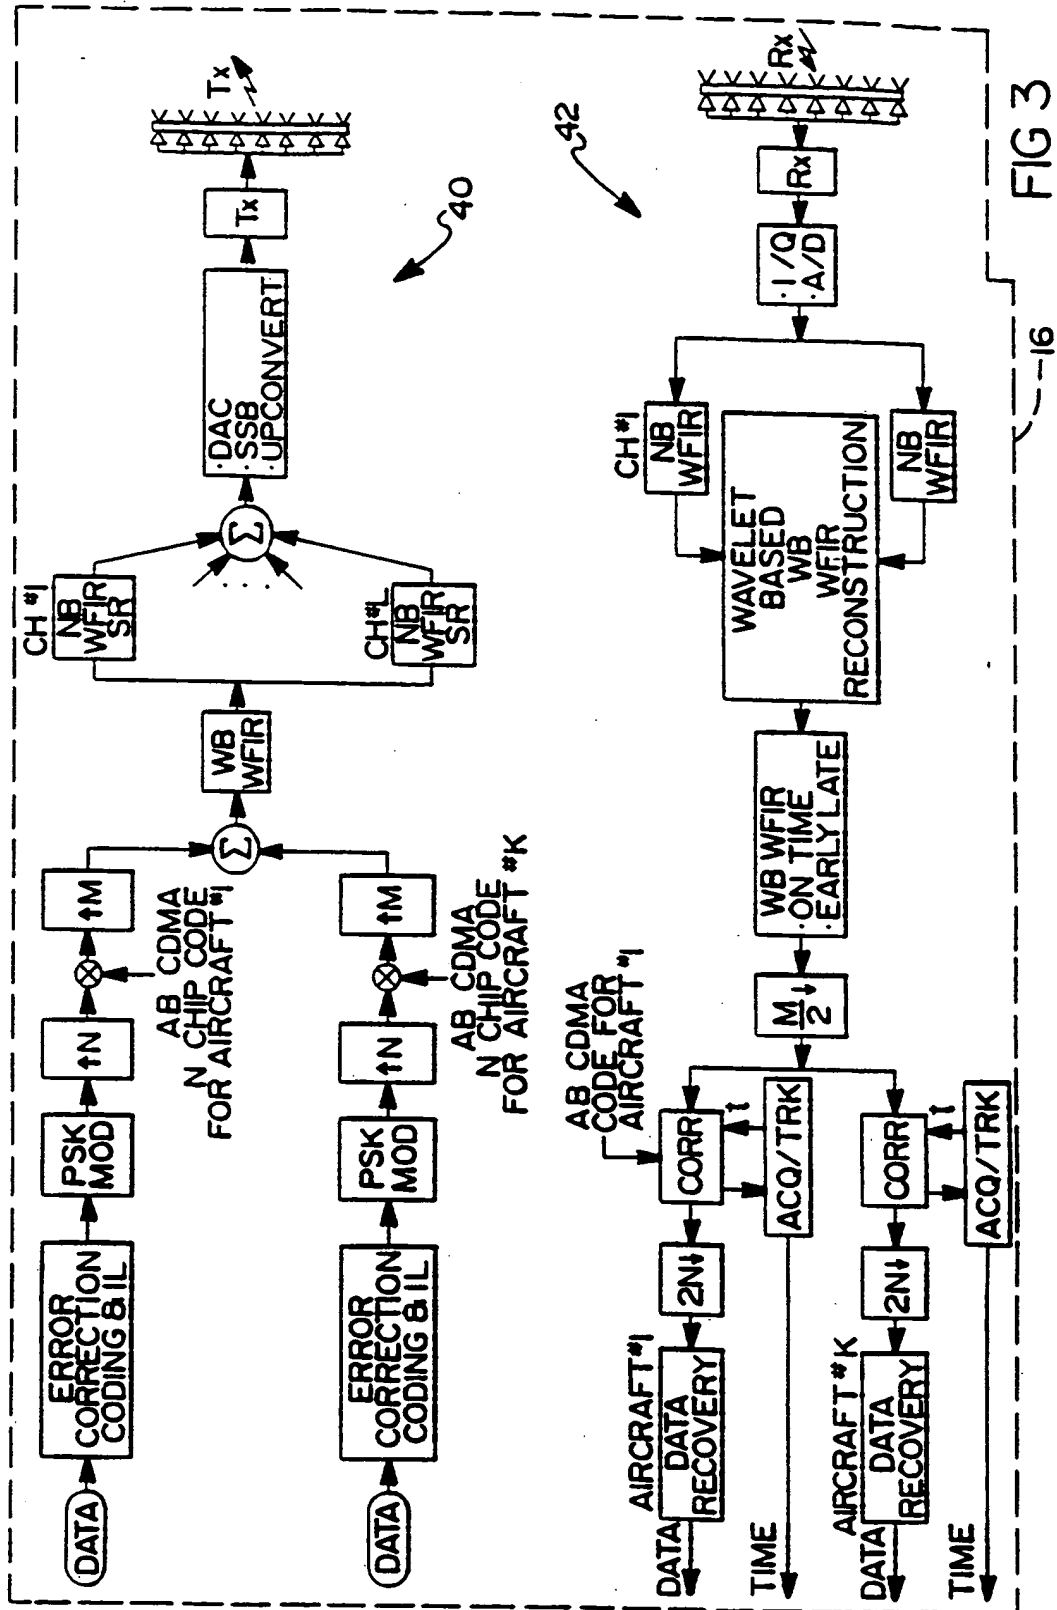 DATA
ERROR
CORRECTION
CODING & IL
PSK
MOD
↑N
AB CDMA
N CHIP CODE
FOR AIRCRAFT #1
↑M
DATA
ERROR
CORRECTION
CODING & IL
PSK
MOD
↑N
AB CDMA
N CHIP CODE
FOR AIRCRAFT #K
↑M
Σ
WB
WFIR
CH #1
NB
WFIR
SR
CH #L
NB
WFIR
SR
. . .
Σ
·DAC
·SSB
·UPCONVERT
Tx
Tx
40
42
Rx
Rx
·I/Q
·A/D
CH #1
NB
WFIR
NB
WFIR
WAVELET
BASED
WB
WFIR
RECONSTRUCTION
WB WFIR
·ON TIME
·EARLY LATE
M/2↓
AB CDMA
CODE FOR
AIRCRAFT #1
CORR
t
ACQ/TRK
2N↓
AIRCRAFT #1
DATA
RECOVERY
DATA
TIME
CORR
t
ACQ/TRK
2N↓
AIRCRAFT #K
DATA
RECOVERY
DATA
TIME
16
FIG 3